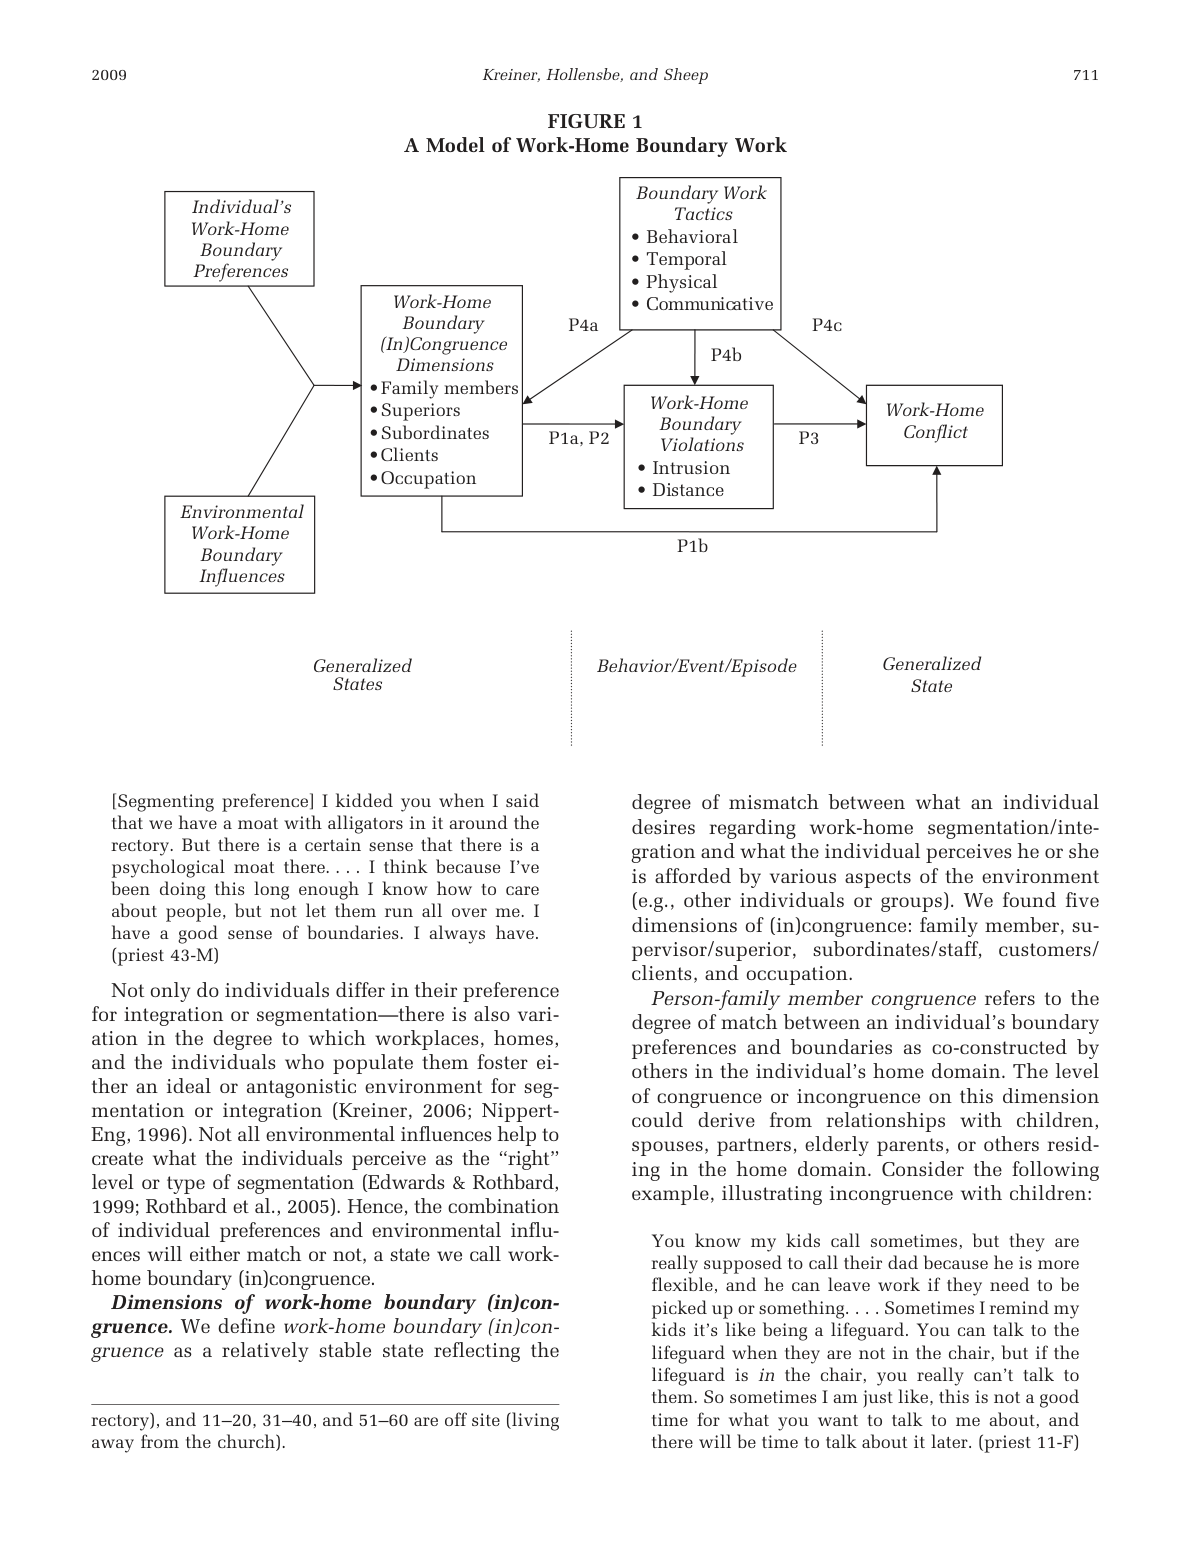 2009
Kreiner, Hollensbe, and Sheep
711
FIGURE 1
A Model of Work-Home Boundary Work
Individual’s
Work-Home
Boundary
Preferences
Environmental
Work-Home
Boundary
Influences
Work-Home
Boundary
(In)Congruence
Dimensions
• Family members
• Superiors
• Subordinates
• Clients
• Occupation
Boundary Work
Tactics
• Behavioral
• Temporal
• Physical
• Communicative
P4a
P4b
P4c
P1a, P2
Work-Home
Boundary
Violations
• Intrusion
• Distance
P3
Work-Home
Conflict
P1b
Generalized
States
Behavior/Event/Episode
Generalized
State
[Segmenting preference] I kidded you when I said
that we have a moat with alligators in it around the
rectory. But there is a certain sense that there is a
psychological moat there. . . . I think because I’ve
been doing this long enough I know how to care
about people, but not let them run all over me. I
have a good sense of boundaries. I always have.
(priest 43-M)
Not only do individuals differ in their preference
for integration or segmentation—there is also vari-
ation in the degree to which workplaces, homes,
and the individuals who populate them foster ei-
ther an ideal or antagonistic environment for seg-
mentation or integration (Kreiner, 2006; Nippert-
Eng, 1996). Not all environmental influences help to
create what the individuals perceive as the “right”
level or type of segmentation (Edwards & Rothbard,
1999; Rothbard et al., 2005). Hence, the combination
of individual preferences and environmental influ-
ences will either match or not, a state we call work-
home boundary (in)congruence.
Dimensions of work-home boundary (in)con-
gruence. We define work-home boundary (in)con-
gruence as a relatively stable state reflecting the
rectory), and 11–20, 31–40, and 51–60 are off site (living
away from the church).
degree of mismatch between what an individual
desires regarding work-home segmentation/inte-
gration and what the individual perceives he or she
is afforded by various aspects of the environment
(e.g., other individuals or groups). We found five
dimensions of (in)congruence: family member, su-
pervisor/superior, subordinates/staff, customers/
clients, and occupation.
Person-family member congruence refers to the
degree of match between an individual’s boundary
preferences and boundaries as co-constructed by
others in the individual’s home domain. The level
of congruence or incongruence on this dimension
could derive from relationships with children,
spouses, partners, elderly parents, or others resid-
ing in the home domain. Consider the following
example, illustrating incongruence with children:
You know my kids call sometimes, but they are
really supposed to call their dad because he is more
flexible, and he can leave work if they need to be
picked up or something. . . . Sometimes I remind my
kids it’s like being a lifeguard. You can talk to the
lifeguard when they are not in the chair, but if the
lifeguard is in the chair, you really can’t talk to
them. So sometimes I am just like, this is not a good
time for what you want to talk to me about, and
there will be time to talk about it later. (priest 11-F)